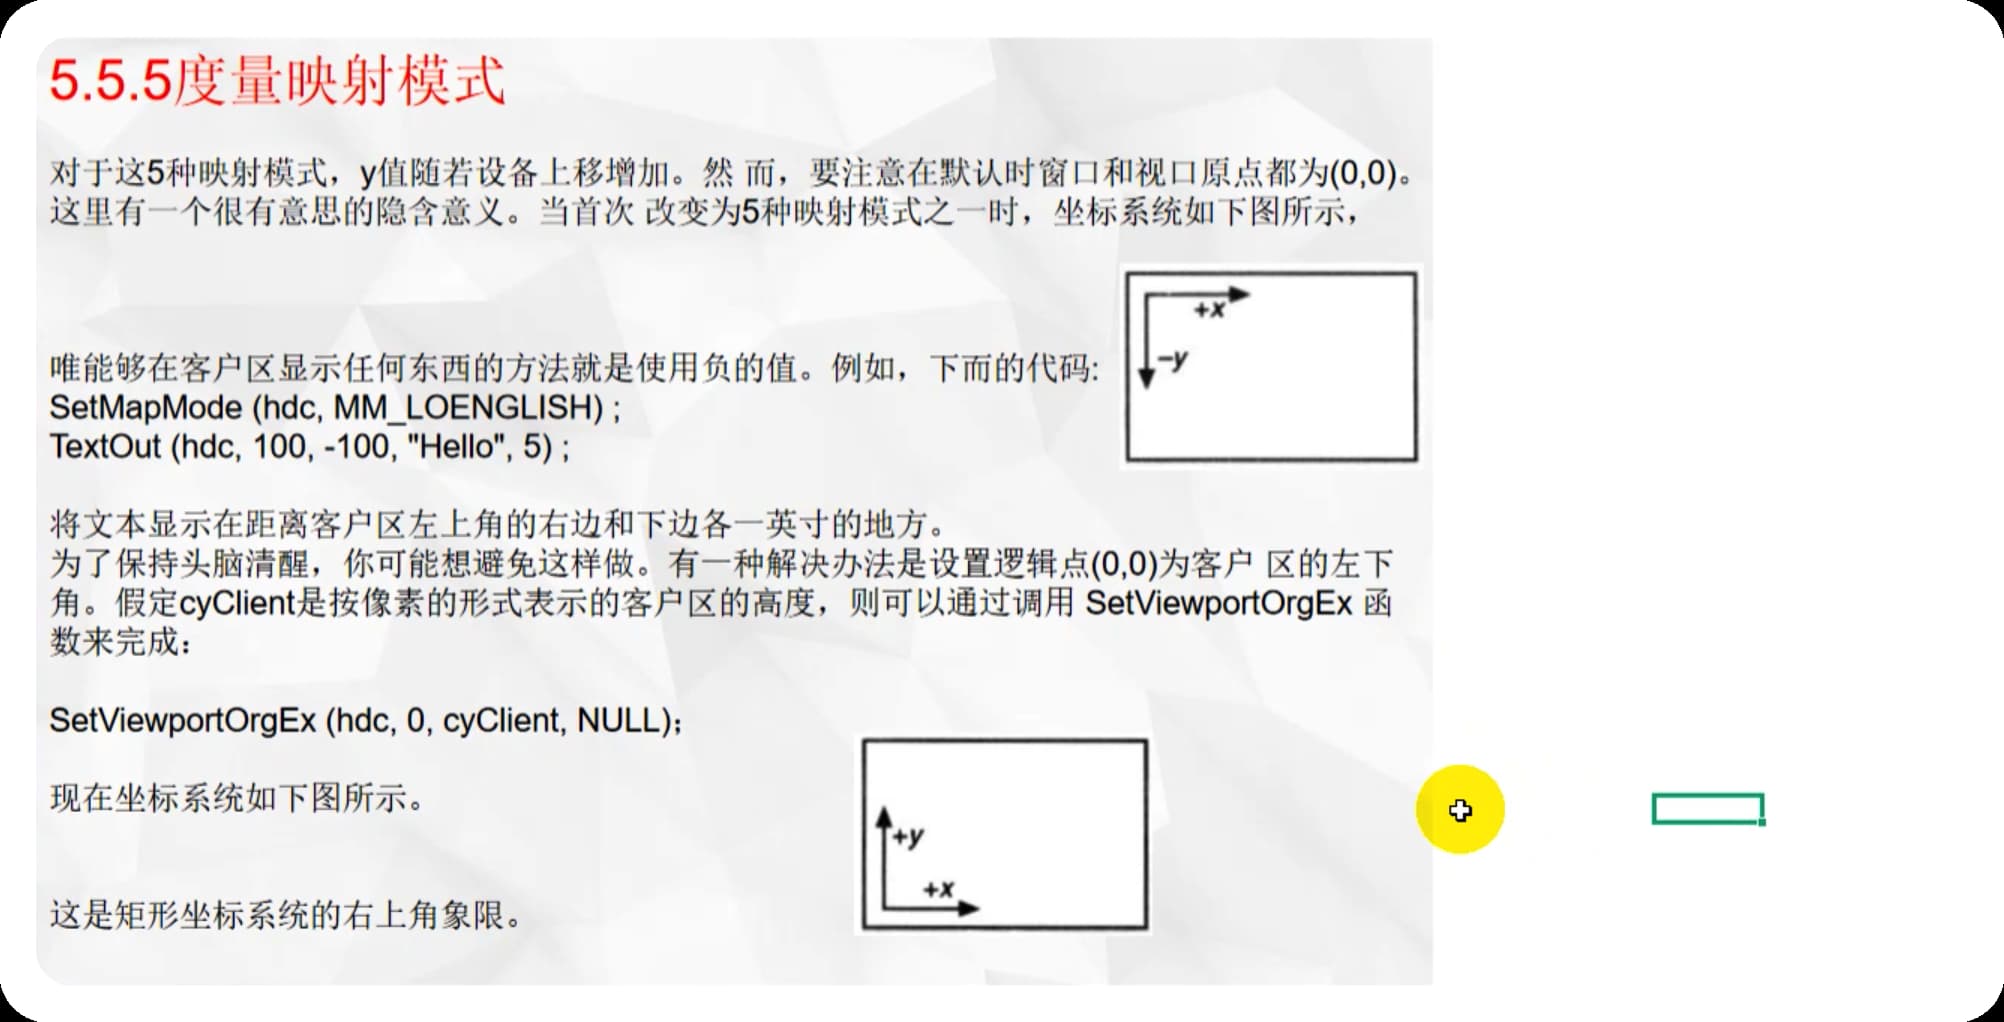 5.5.5度量映射模式
对于这5种映射模式，y值随若设备上移增加。然 而，要注意在默认时窗口和视口原点都为(0,0)。
这里有一个很有意思的隐含意义。当首次 改变为5种映射模式之一时，坐标系统如下图所示，
+x
-y
唯能够在客户区显示任何东西的方法就是使用负的值。例如，下而的代码:
SetMapMode (hdc, MM_LOENGLISH) ;
TextOut (hdc, 100, -100, "Hello", 5) ;
将文本显示在距离客户区左上角的右边和下边各一英寸的地方。
为了保持头脑清醒，你可能想避免这样做。有一种解决办法是设置逻辑点(0,0)为客户 区的左下
角。假定cyClient是按像素的形式表示的客户区的高度，则可以通过调用 SetViewportOrgEx 函
数来完成：
SetViewportOrgEx (hdc, 0, cyClient, NULL)；
现在坐标系统如下图所示。
+y
+x
这是矩形坐标系统的右上角象限。